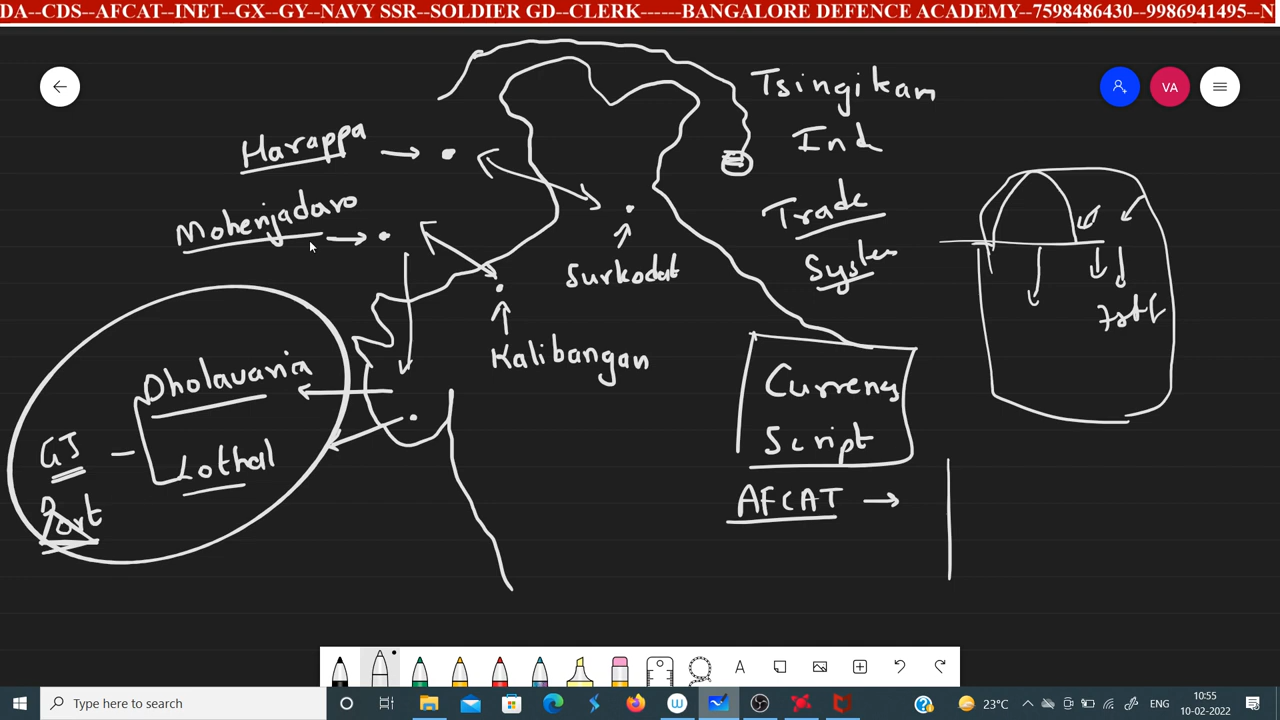 DA--CDS--AFCAT--INET--GX--GY--NAVY SSR--SOLDIER GD--CLERK------BANGALORE DEFENCE ACADEMY--7598486430--9986941495--N
VA
Tsingikan
Ind
Trade
System
Harappa
Mohenjadaro
Surkodat
Kalibangan
Dholavaria
Lothal
GJ
Port
Currency
Script
AFCAT
A
Type here to search
23°C
ENG
10:55
10-02-2022